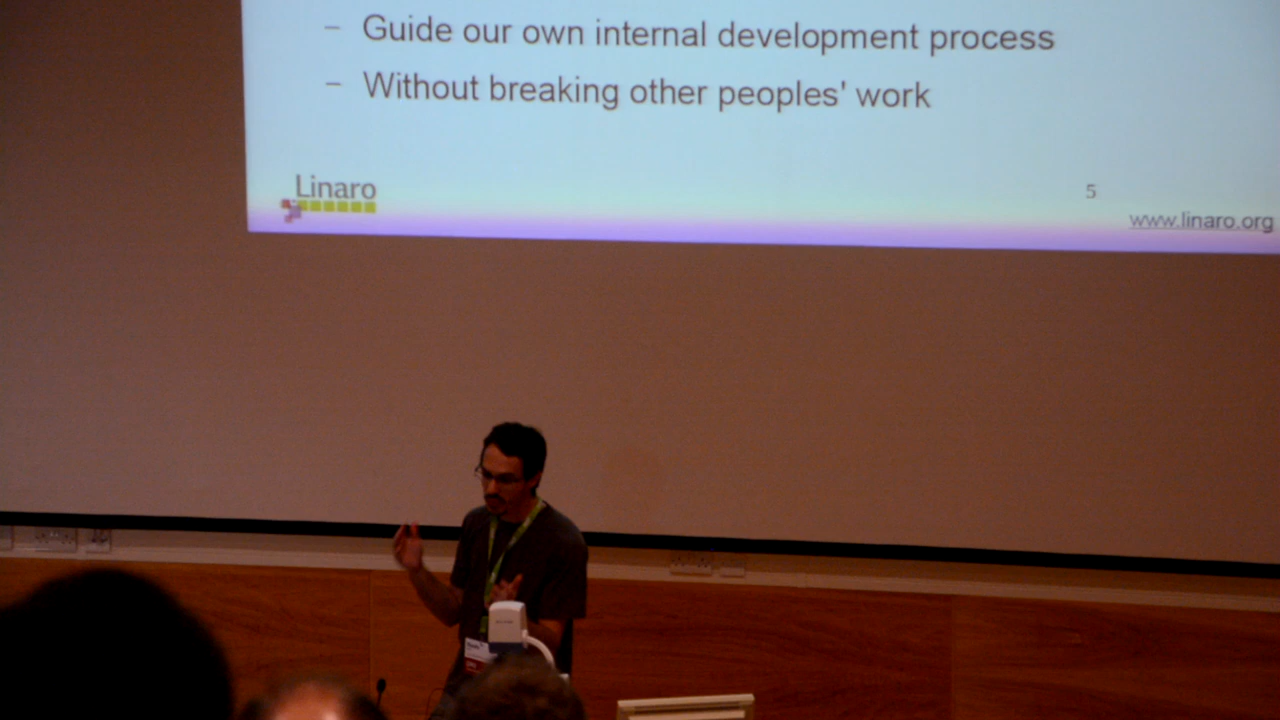 – Guide our own internal development process
– Without breaking other peoples' work
Linaro
5
www.linaro.org